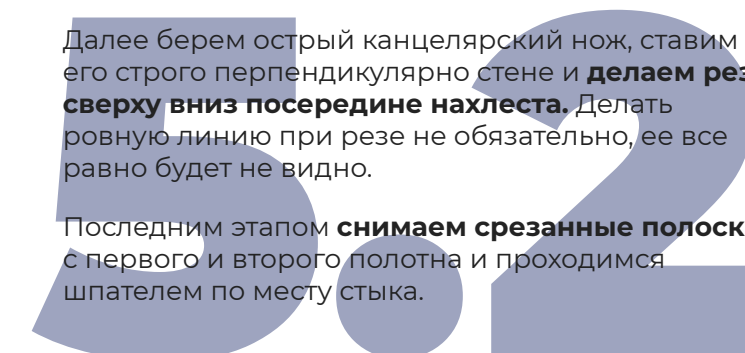 5.2
Далее берем острый канцелярский нож, ставим
его строго перпендикулярно стене и делаем рез
сверху вниз посередине нахлеста. Делать
ровную линию при резе не обязательно, ее все
равно будет не видно.
Последним этапом снимаем срезанные полоск
с первого и второго полотна и проходимся
шпателем по месту стыка.